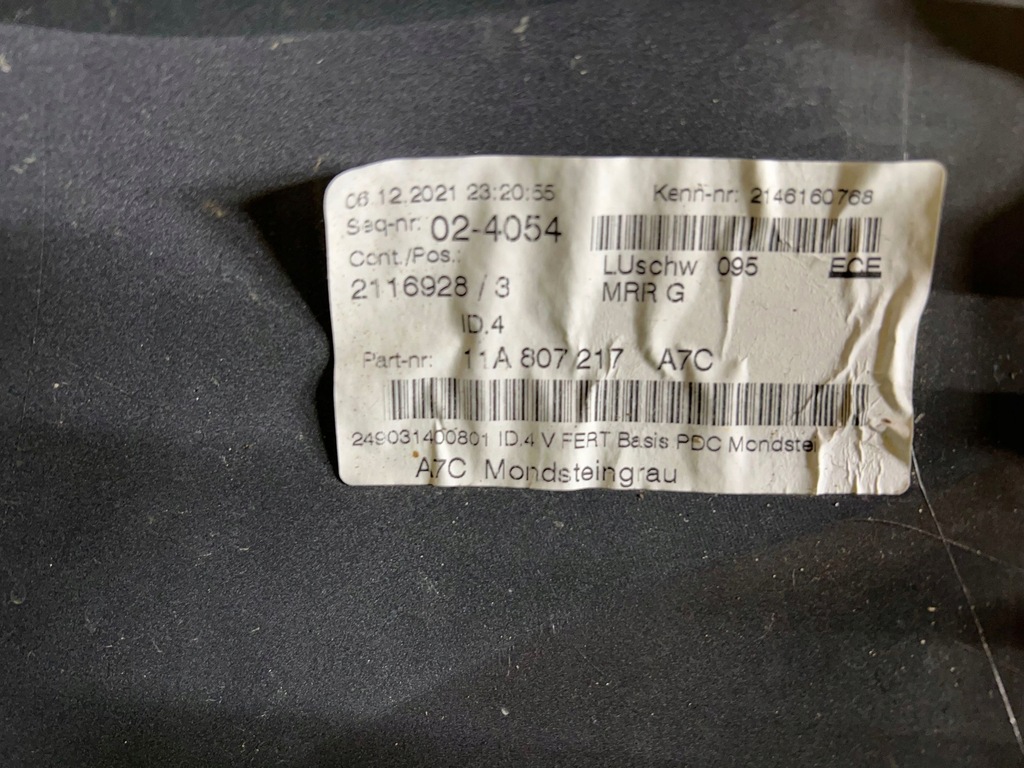 06.12.2021 23:20:55 Kenn-nr: 2146160768
Seq-nr: 02-4054
Cont./Pos.: LUschw 095 ECE
2116928 / 3 MRR G
ID.4
Part-nr: 11A 807 217 A7C
249031400801 ID.4 V FERT Basis PDC Mondstei
A7C Mondsteingrau